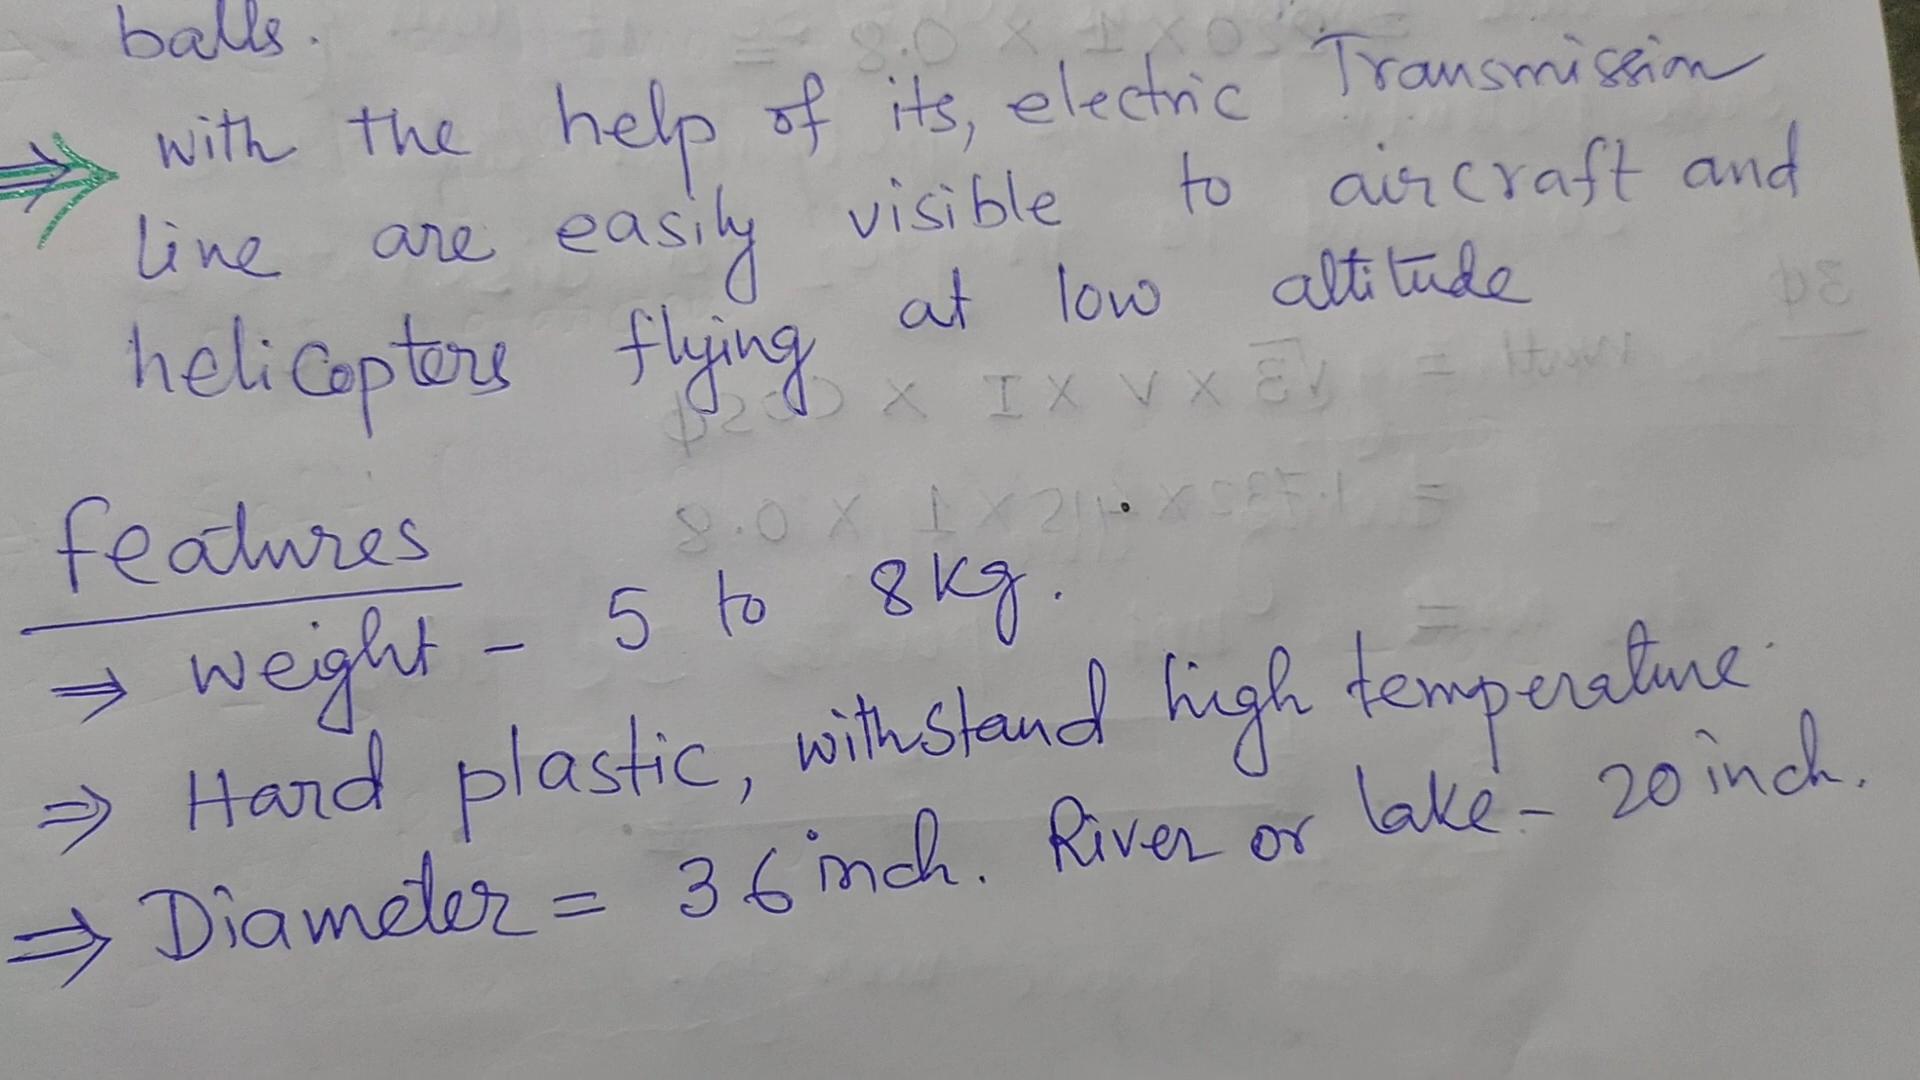 balls.
⇒ with the help of its, electric Transmission
line are easily visible to aircraft and
helicopters flying at low altitude
features
⇒ weight - 5 to 8kg.
⇒ Hard plastic, withstand high temperature.
⇒ Diameter = 36 inch. River or lake - 20 inch.